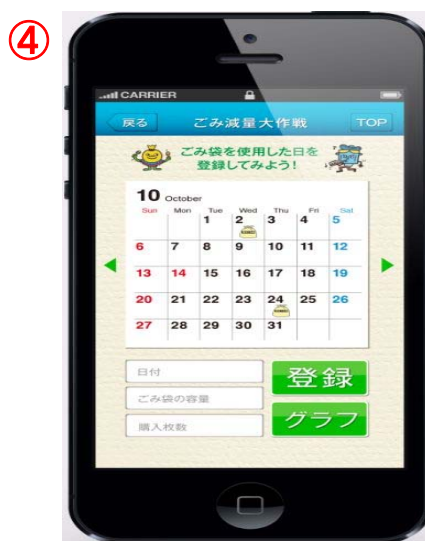 ④
CARRIER
戻る ごみ減量大作戦 TOP
ごみ袋を使用した日を
登録してみよう!
10 October
Sun Mon Tue Wed Thu Fri Sat
1 2 3 4 5
6 7 8 9 10 11 12
13 14 15 16 17 18 19
20 21 22 23 24 25 26
27 28 29 30 31
日付
登録
ごみ袋の容量
購入枚数
グラフ